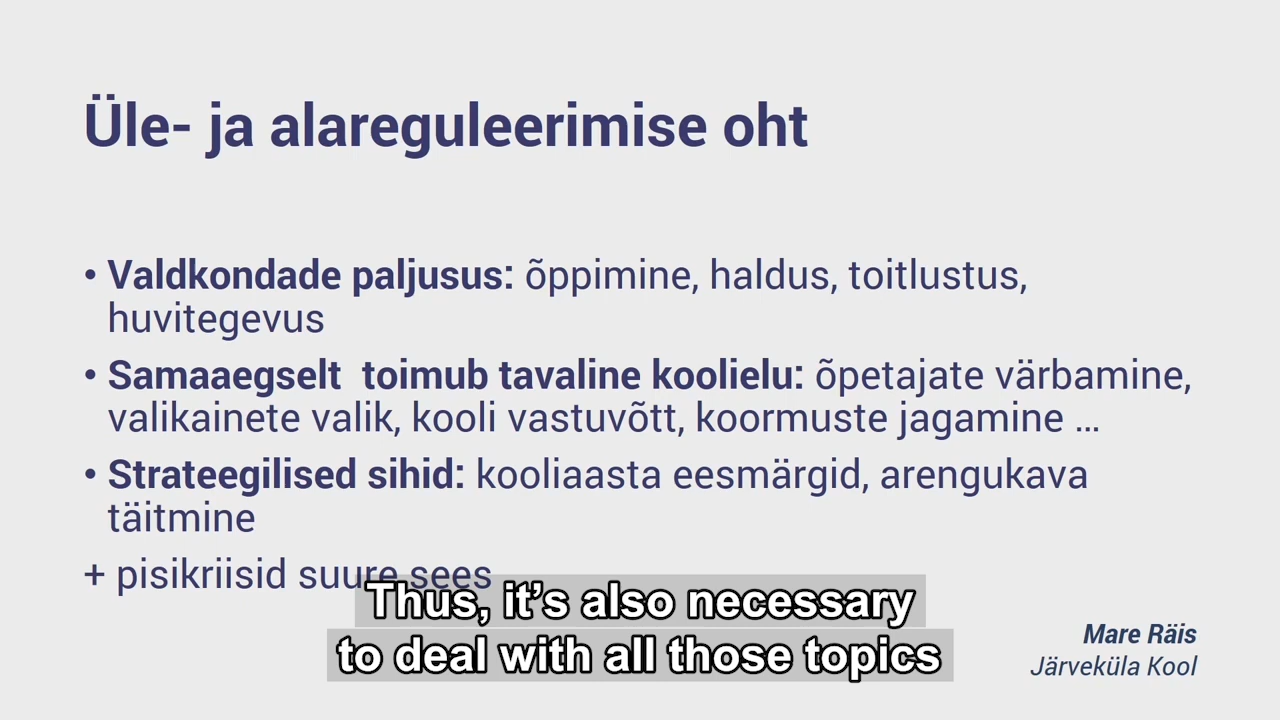 Üle- ja alareguleerimise oht
• Valdkondade paljusus: õppimine, haldus, toitlustus,
huvitegevus
• Samaaegselt  toimub tavaline koolielu: õpetajate värbamine,
valikainete valik, kooli vastuvõtt, koormuste jagamine ...
• Strateegilised sihid: kooliaasta eesmärgid, arengukava
täitmine
+ pisikriisid suure sees
Thus, it’s also necessary
to deal with all those topics
Mare Räis
Järveküla Kool